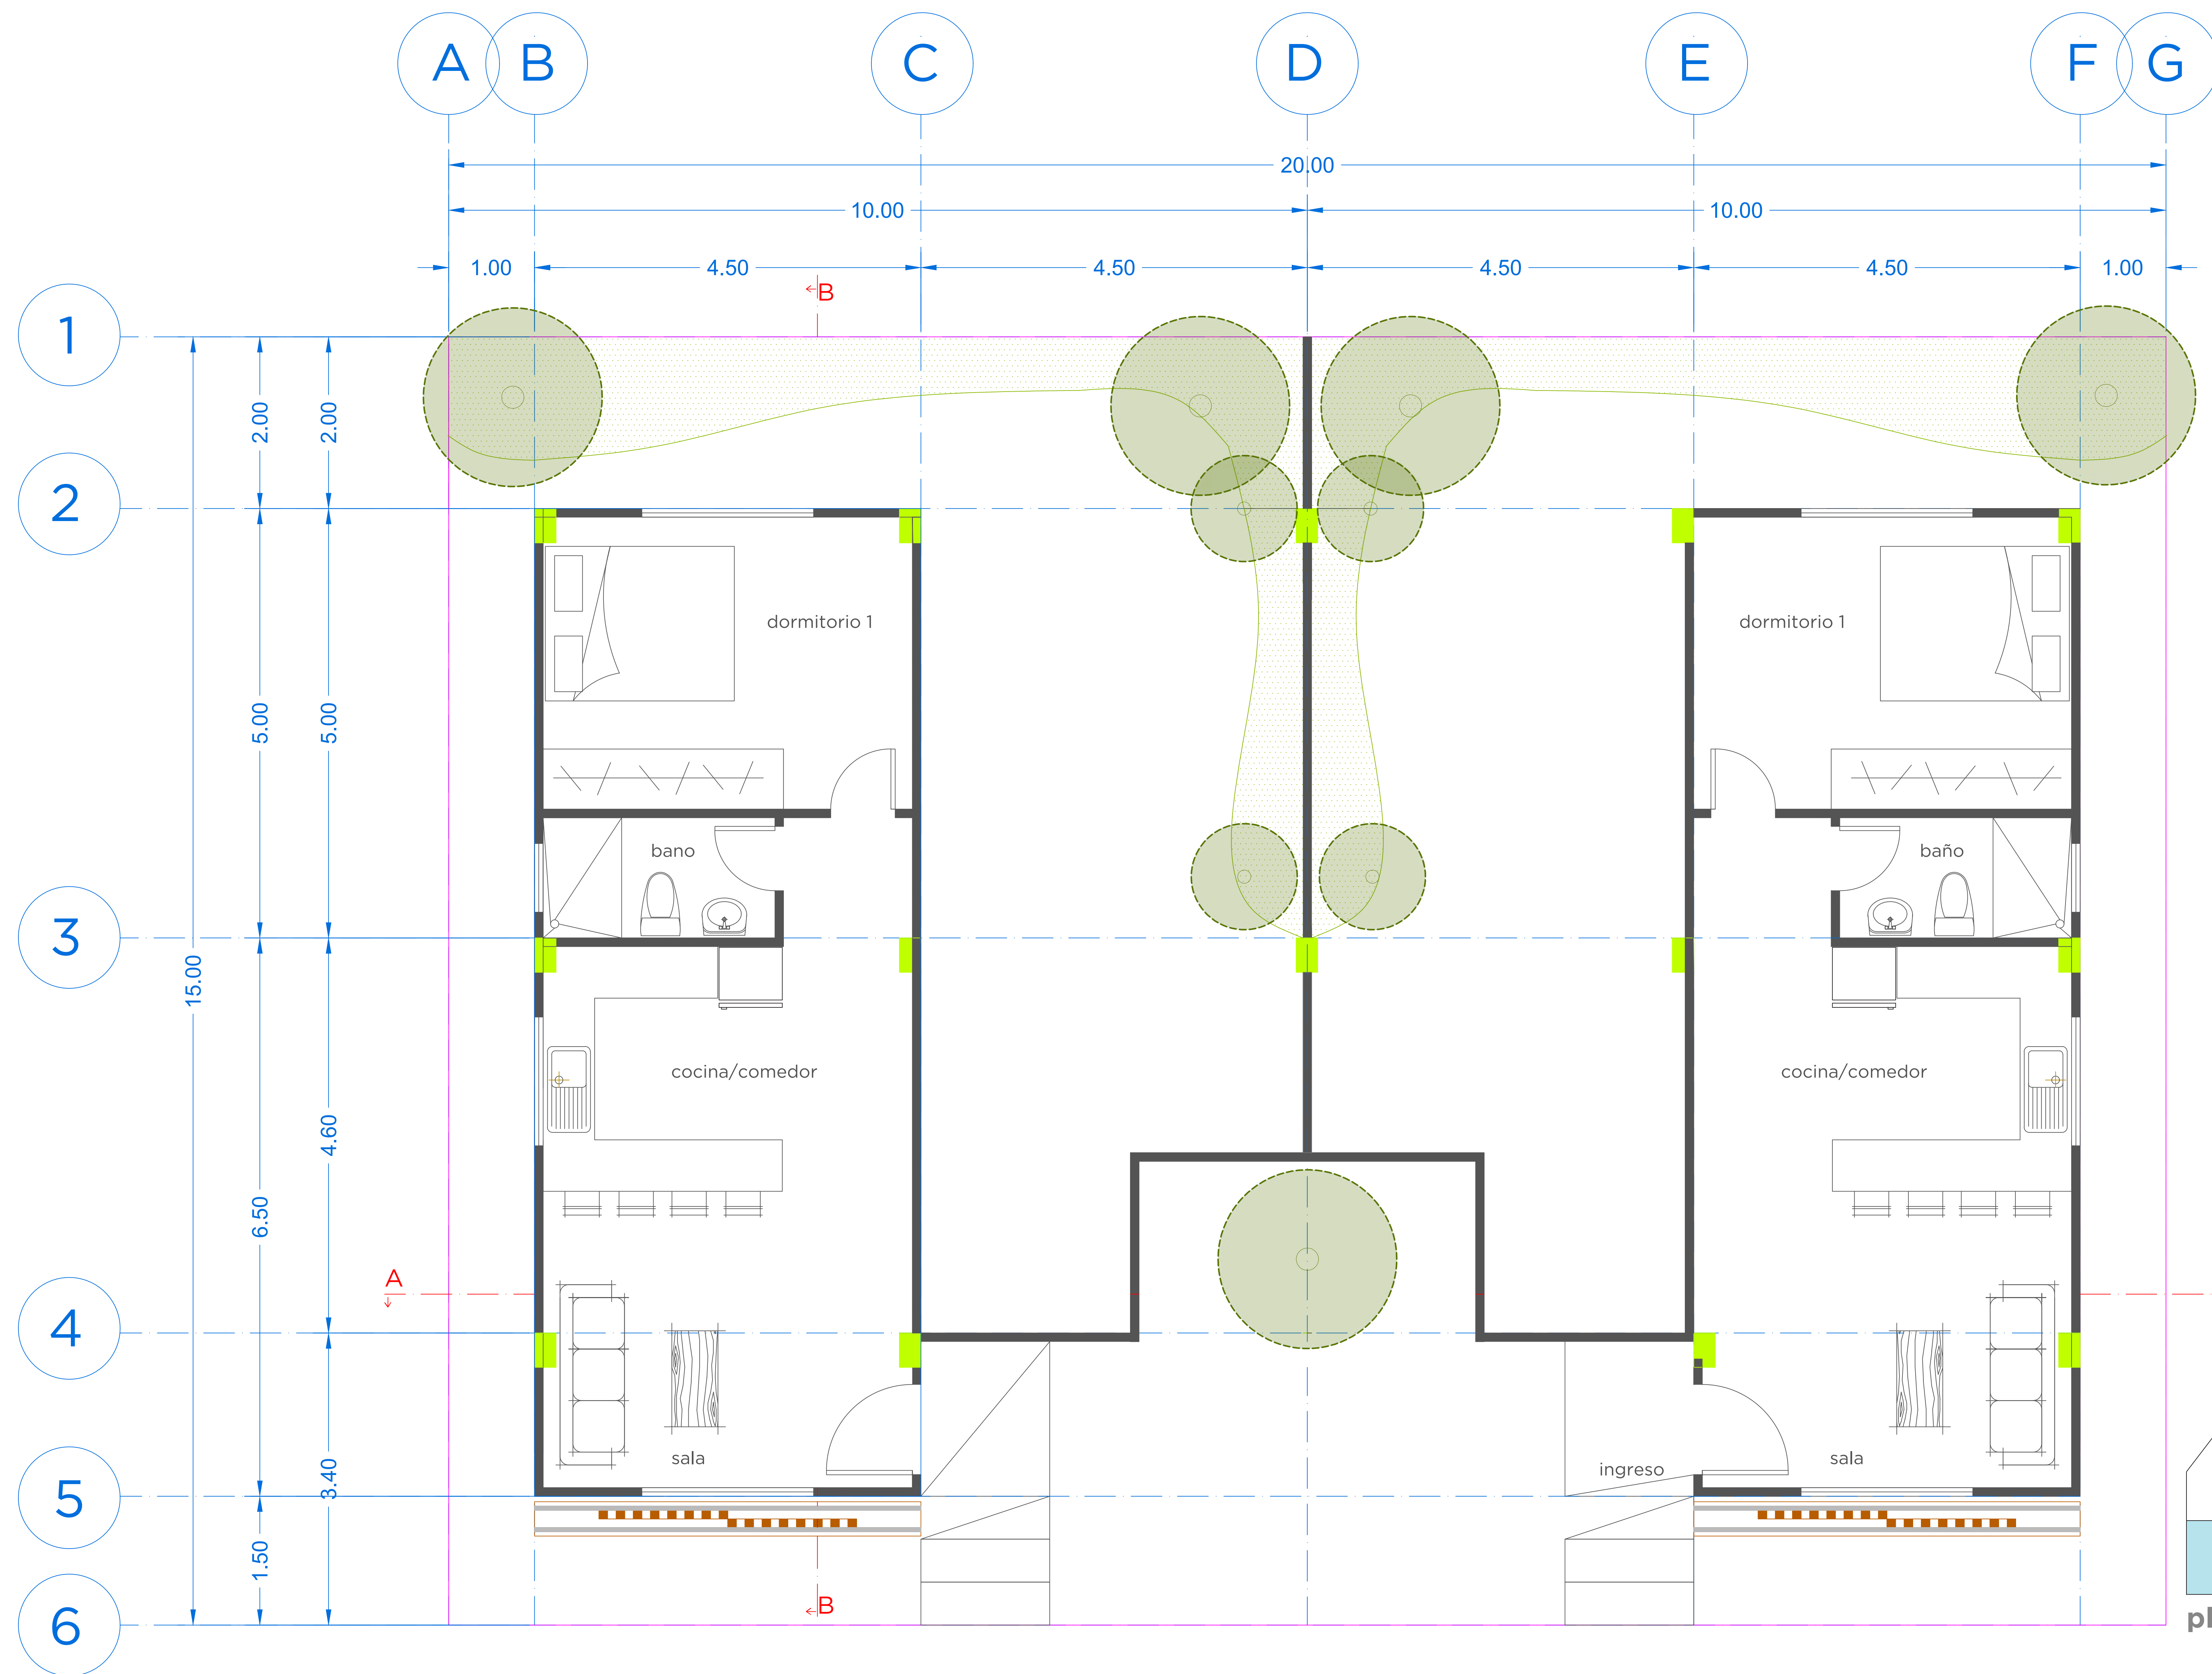 A B C D E F G
20.00
10.00 10.00
1.00 4.50 4.50 4.50 4.50 1.00
B
1
2.00 2.00
2
5.00 5.00
dormitorio 1 dormitorio 1
bano baño
3
15.00
cocina/comedor cocina/comedor
4.60
6.50
A
4
sala sala
ingreso
3.40
5
1.50
B
6